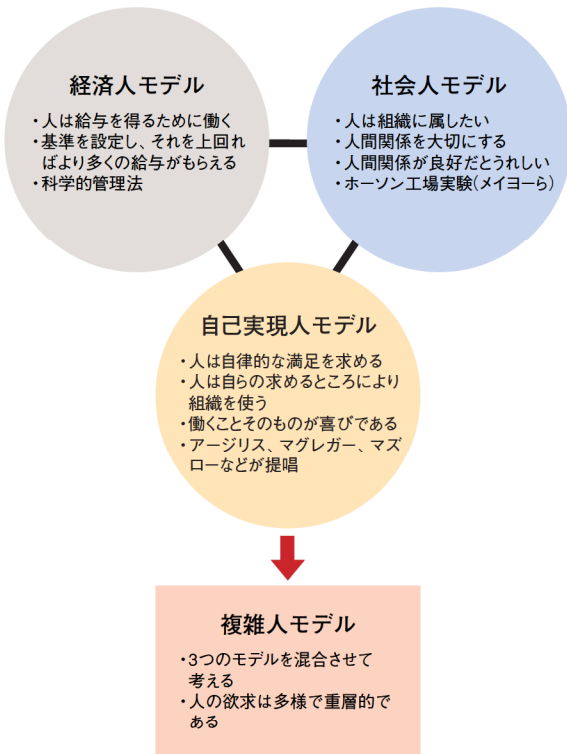 経済人モデル
・人は給与を得るために働く
・基準を設定し、それを上回れ
ばより多くの給与がもらえる
・科学的管理法
社会人モデル
・人は組織に属したい
・人間関係を大切にする
・人間関係が良好だとうれしい
・ホーソン工場実験(メイヨーら)
自己実現人モデル
・人は自律的な満足を求める
・人は自らの求めるところにより
組織を使う
・働くことそのものが喜びである
・アージリス、マグレガー、マズ
ローなどが提唱
複雑人モデル
・3つのモデルを混合させて
考える
・人の欲求は多様で重層的で
ある